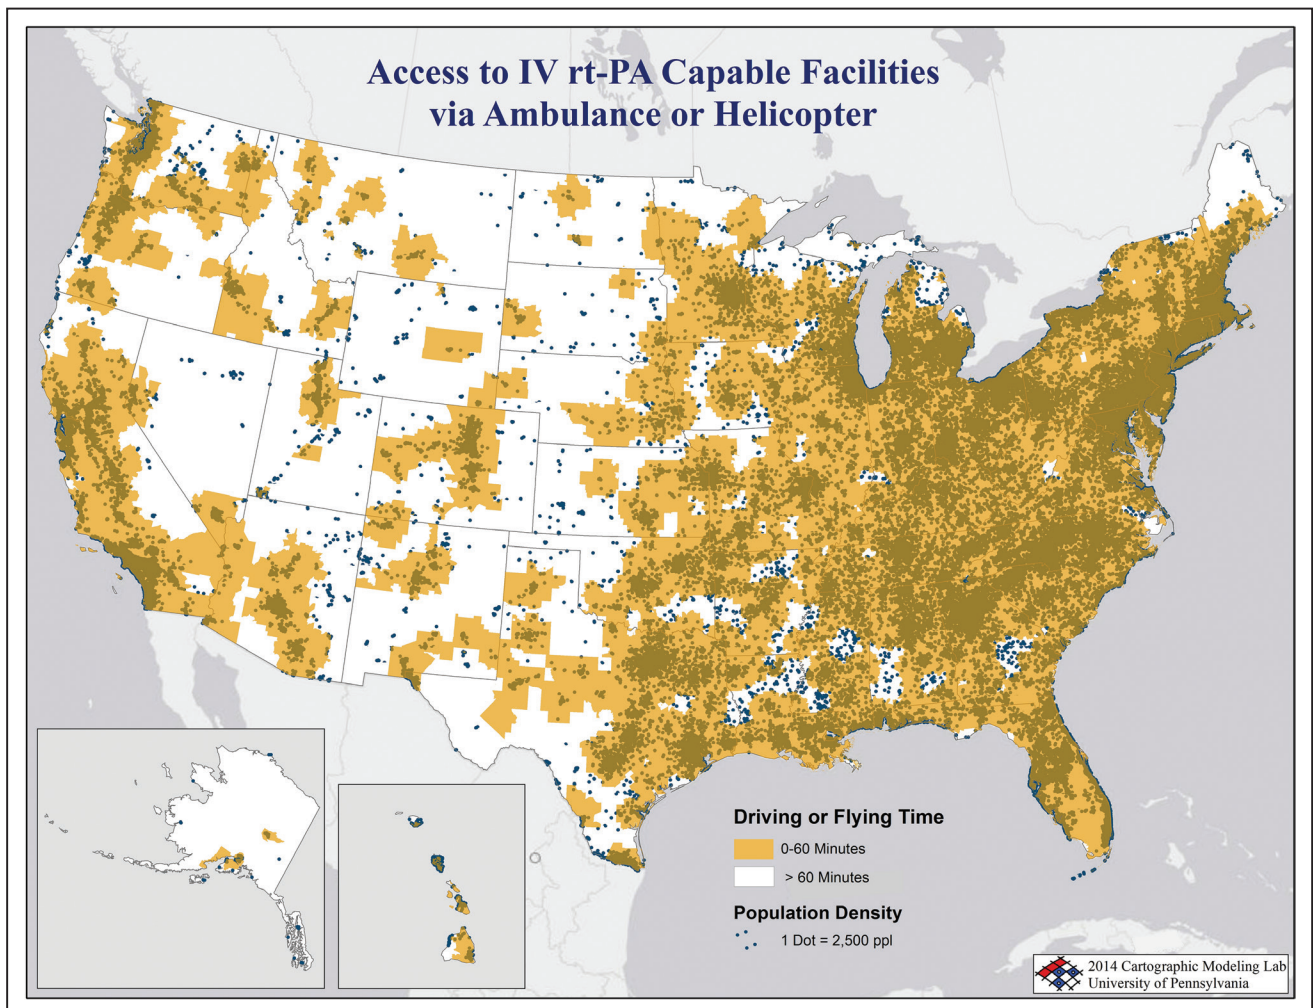 Access to IV rt-PA Capable Facilities
via Ambulance or Helicopter
Driving or Flying Time
0-60 Minutes
> 60 Minutes
Population Density
1 Dot = 2,500 ppl
2014 Cartographic Modeling Lab
University of Pennsylvania